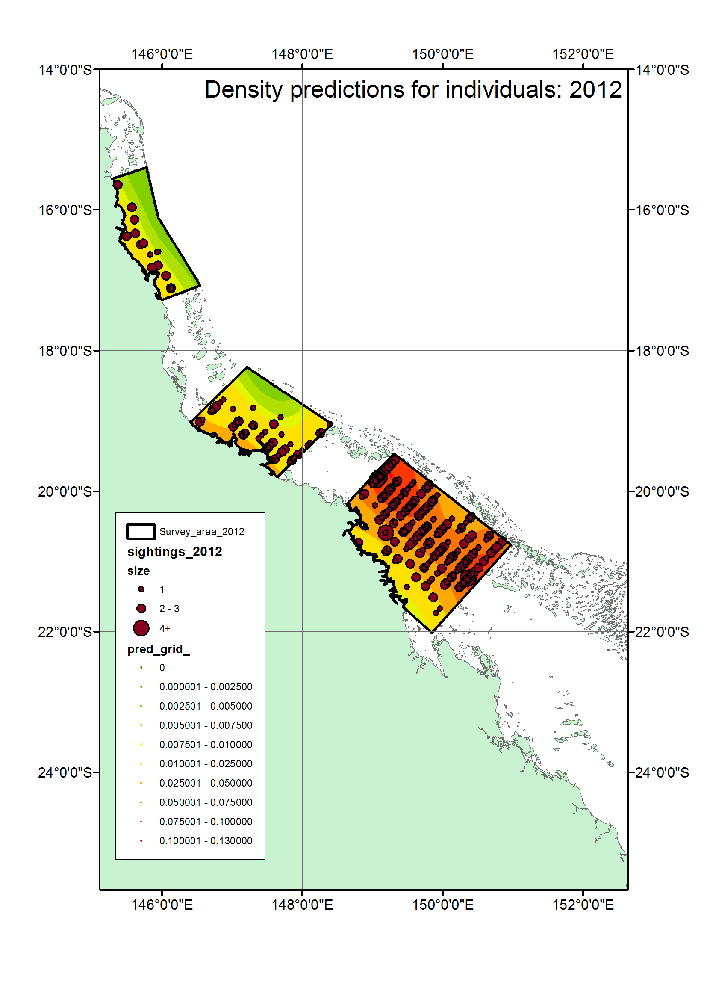 146°0'0"E 148°0'0"E 150°0'0"E 152°0'0"E
14°0'0"S 14°0'0"S
Density predictions for individuals: 2012
16°0'0"S 16°0'0"S
18°0'0"S 18°0'0"S
20°0'0"S 20°0'0"S
Survey_area_2012
sightings_2012
size
1
2 - 3
4+
22°0'0"S 22°0'0"S
pred_grid_
0
0.000001 - 0.002500
0.002501 - 0.005000
0.005001 - 0.007500
0.007501 - 0.010000
0.010001 - 0.025000
24°0'0"S 24°0'0"S
0.025001 - 0.050000
0.050001 - 0.075000
0.075001 - 0.100000
0.100001 - 0.130000
146°0'0"E 148°0'0"E 150°0'0"E 152°0'0"E